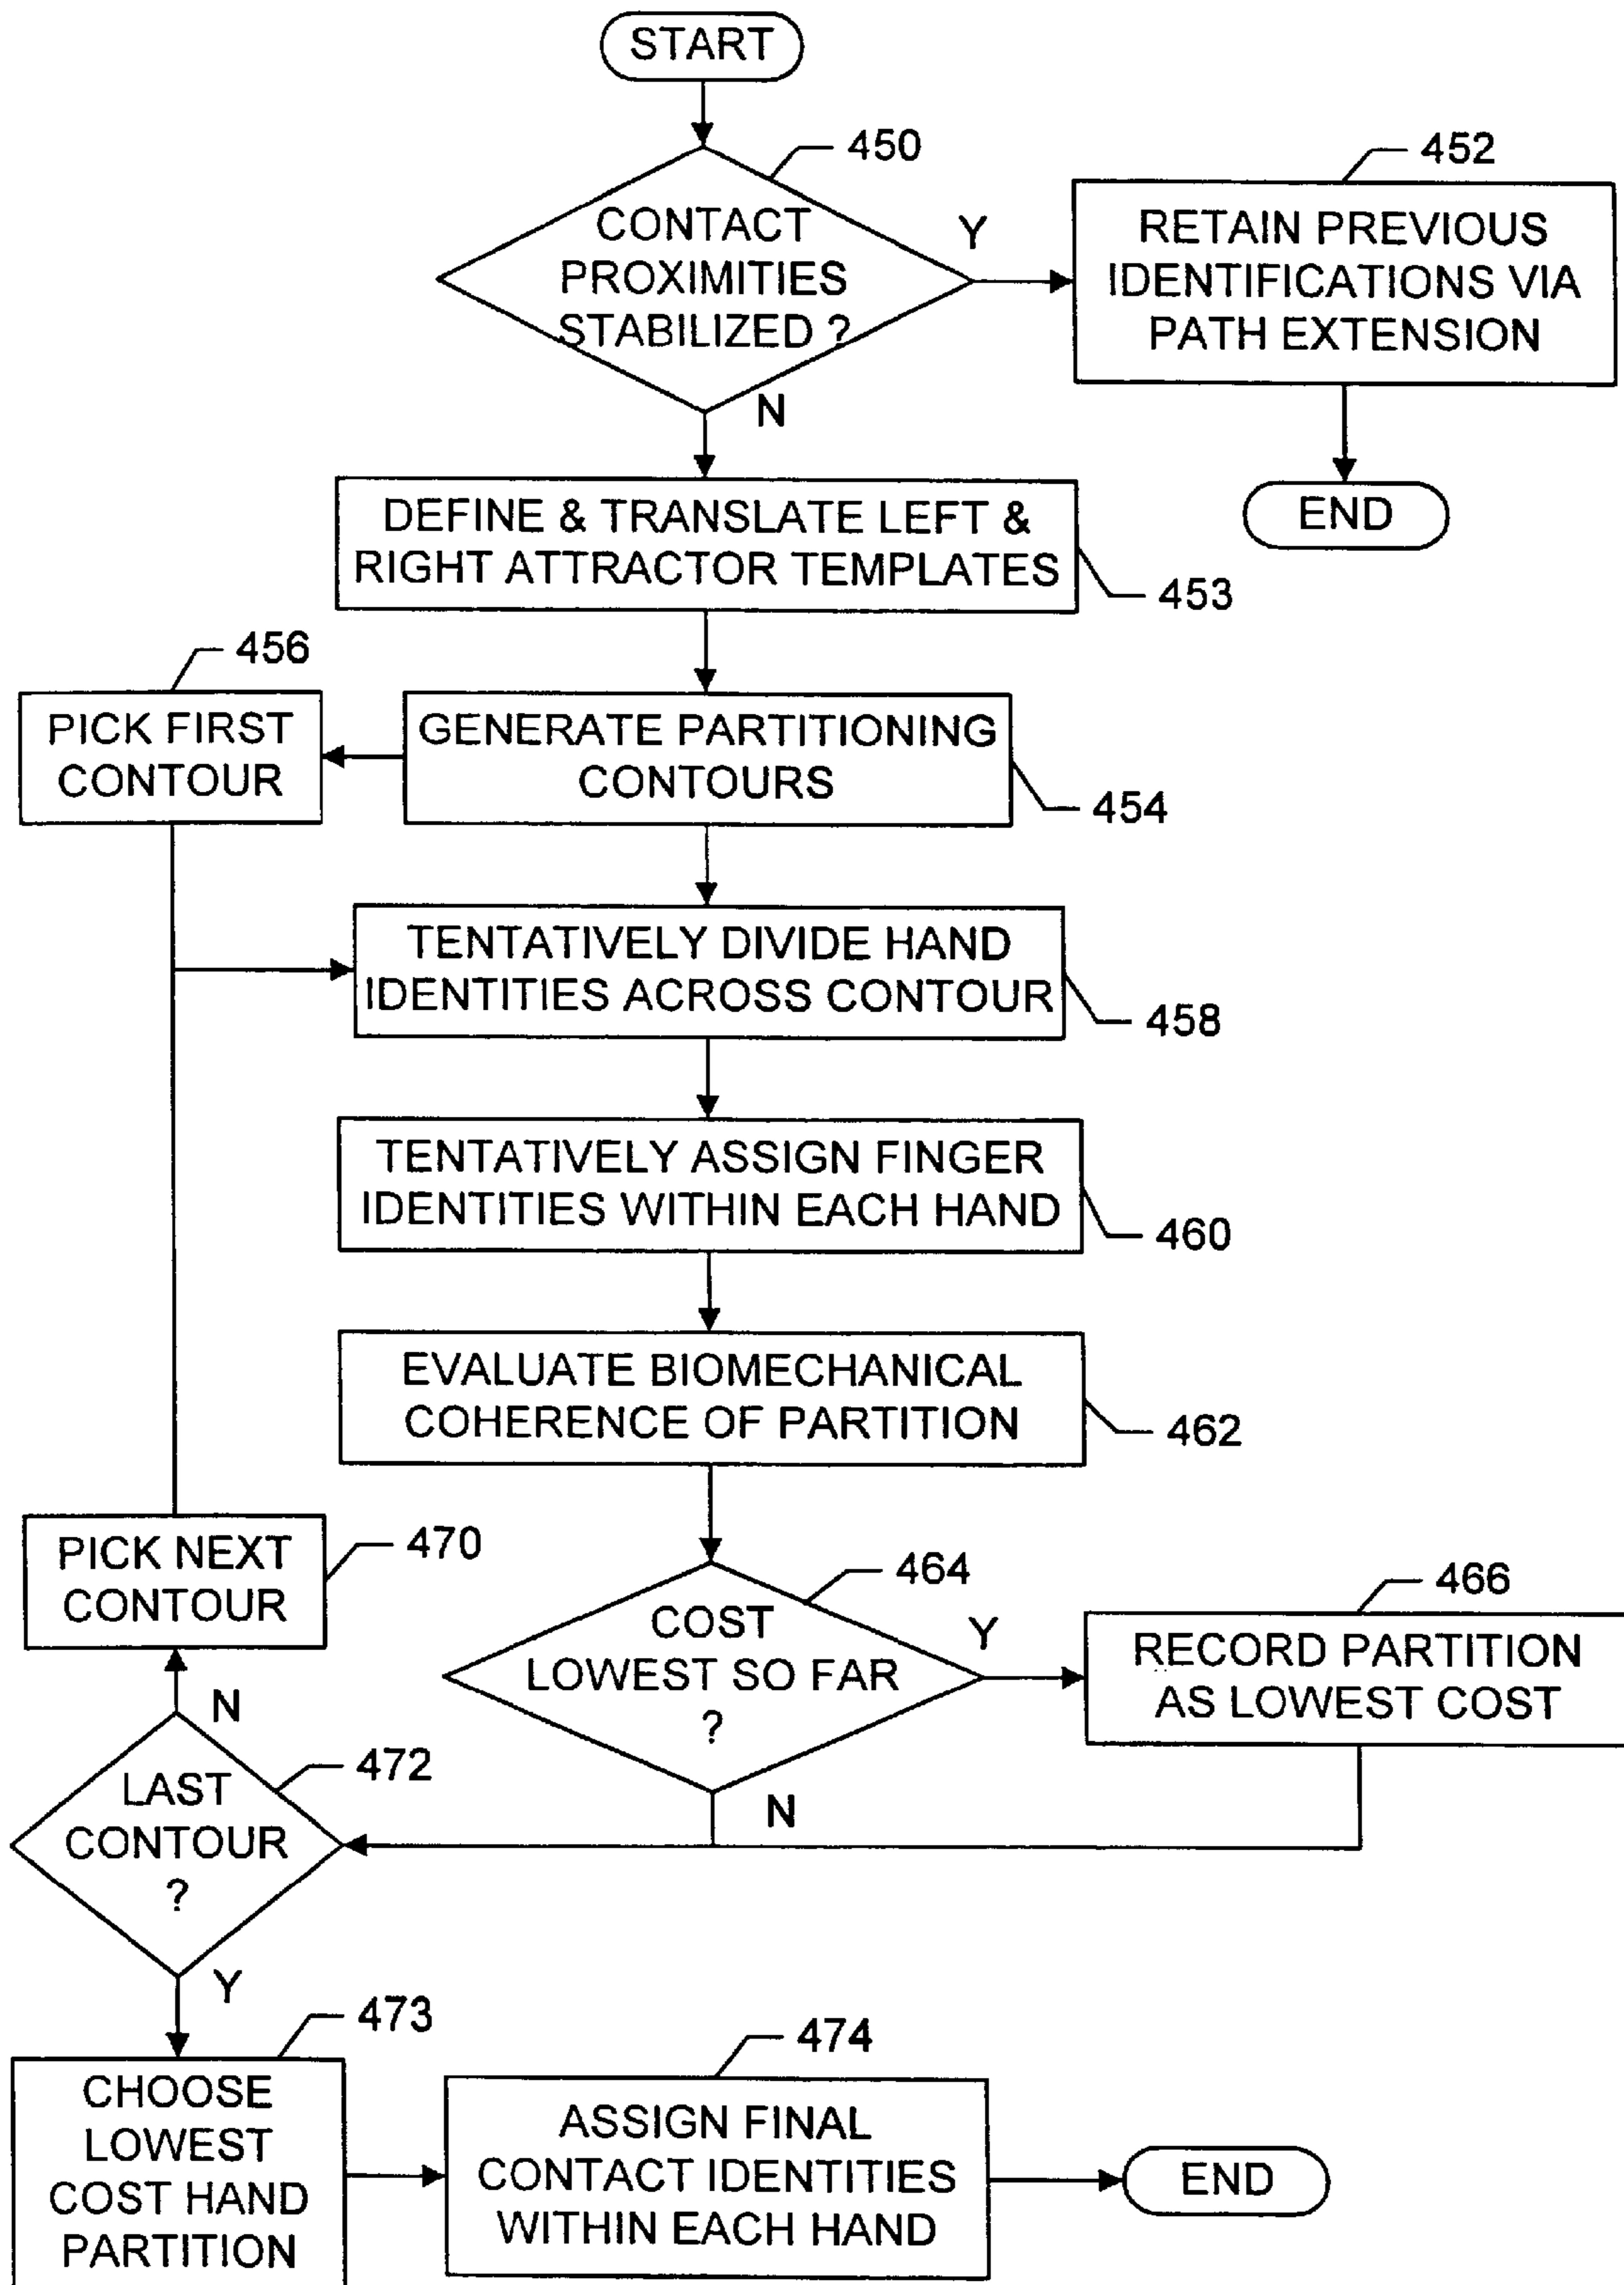 START
450
CONTACT
PROXIMITIES
STABILIZED ?
Y
N
452
RETAIN PREVIOUS
IDENTIFICATIONS VIA
PATH EXTENSION
END
DEFINE & TRANSLATE LEFT &
RIGHT ATTRACTOR TEMPLATES
453
456
PICK FIRST
CONTOUR
GENERATE PARTITIONING
CONTOURS
454
TENTATIVELY DIVIDE HAND
IDENTITIES ACROSS CONTOUR
458
TENTATIVELY ASSIGN FINGER
IDENTITIES WITHIN EACH HAND
460
EVALUATE BIOMECHANICAL
COHERENCE OF PARTITION
462
PICK NEXT
CONTOUR
470
464
COST
LOWEST SO FAR
?
Y
N
466
RECORD PARTITION
AS LOWEST COST
N
472
LAST
CONTOUR
?
Y
473
CHOOSE
LOWEST
COST HAND
PARTITION
474
ASSIGN FINAL
CONTACT IDENTITIES
WITHIN EACH HAND
END